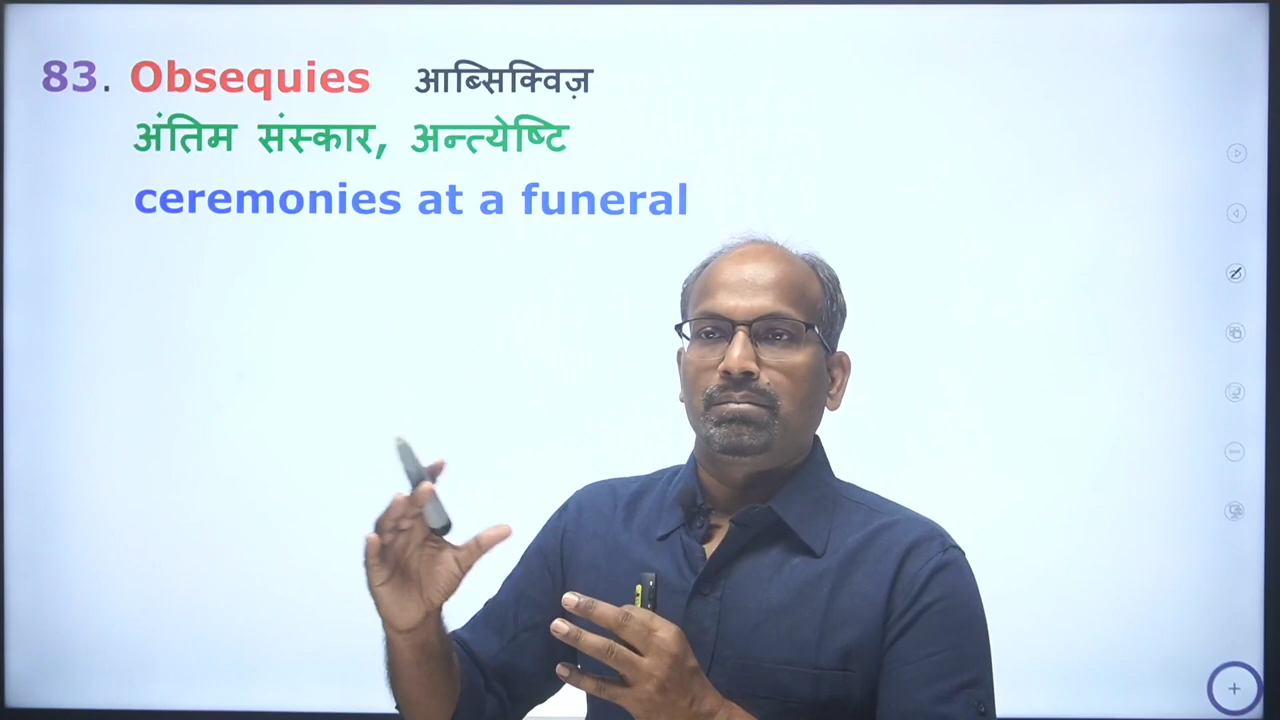 83. Obsequies आब्सिक्विज़
अंतिम संस्कार, अन्त्येष्टि
ceremonies at a funeral